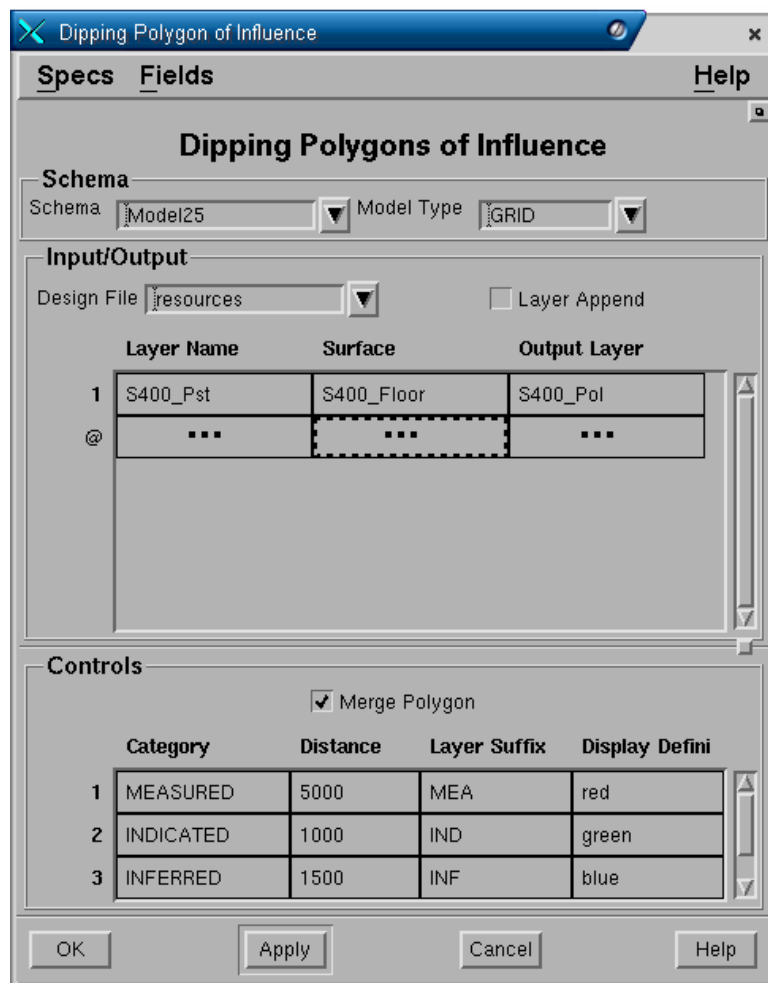 Dipping Polygon of Influence
Specs Fields Help
Dipping Polygons of Influence
Schema
Schema Model25 Model Type GRID
Input/Output
Design File resources Layer Append
Layer Name Surface Output Layer
1 S400_Pst S400_Floor S400_Pol
@ ... ... ...
Controls
Merge Polygon
Category Distance Layer Suffix Display Defini
1 MEASURED 5000 MEA red
2 INDICATED 1000 IND green
3 INFERRED 1500 INF blue
OK Apply Cancel Help